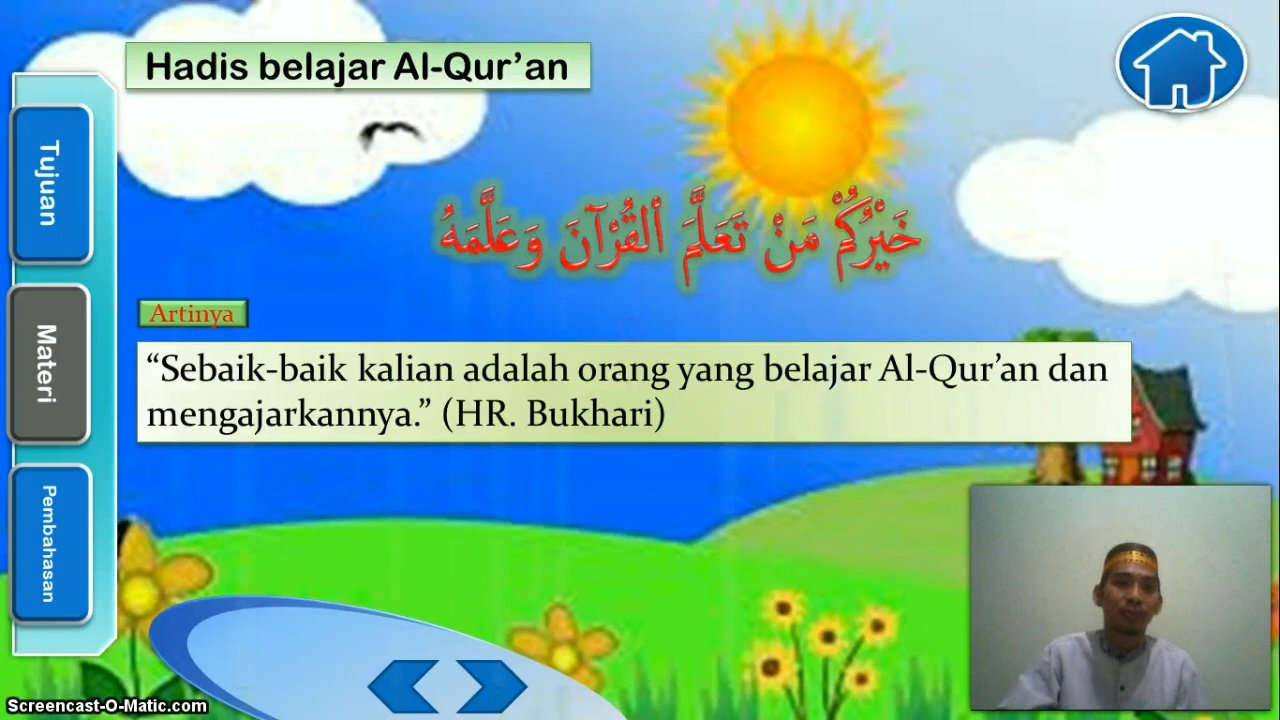 Hadis belajar Al-Qur’an
Tujuan
Materi
Pembahasan
خَيْرُكُمْ مَنْ تَعَلَّمَ الْقُرْآنَ وَعَلَّمَهُ
Artinya
“Sebaik-baik kalian adalah orang yang belajar Al-Qur’an dan
mengajarkannya.” (HR. Bukhari)
Screencast-O-Matic.com